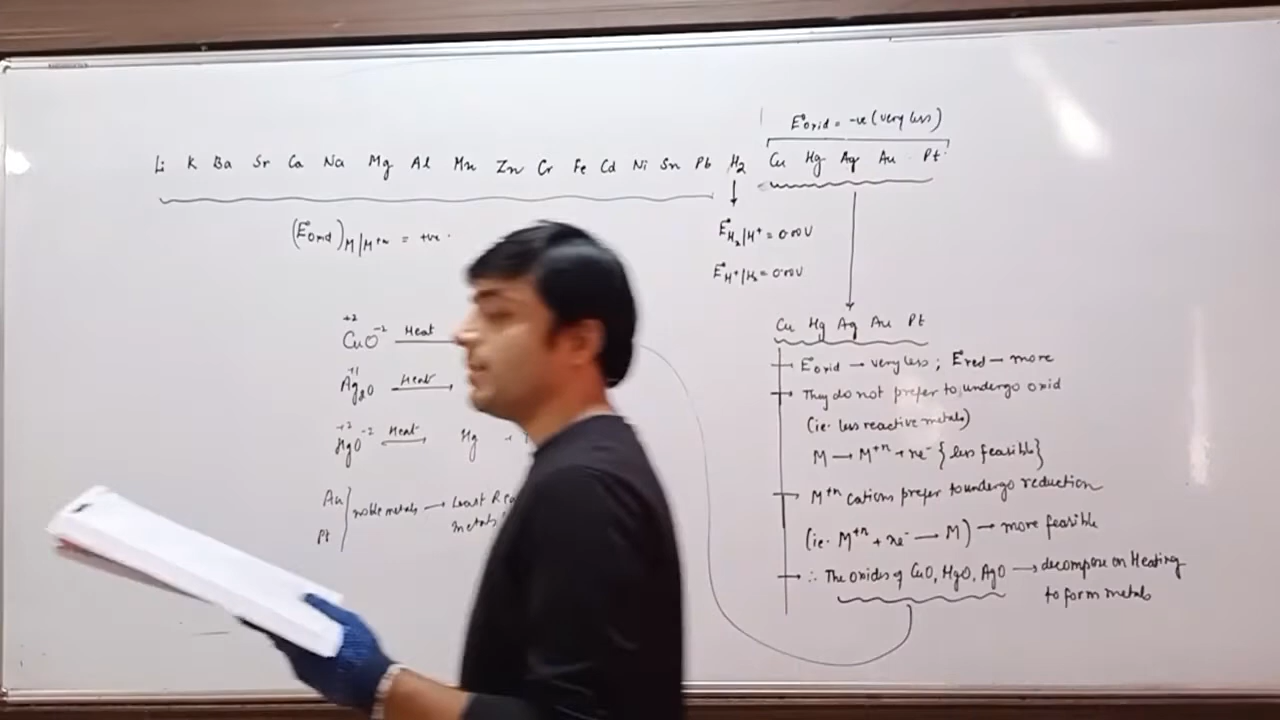 E°oxid = -ve (very less)
Li K Ba Sr Ca Na Mg Al Mn Zn Cr Fe Cd Ni Sn Pb H₂ Cu Hg Ag Au Pt
(E°oxid)M/M⁺ⁿ = +ve
E°H₂/H⁺ = 0.00V
E°H⁺/H₂ = 0.00V
+2
CuO⁻² Heat
+1
Ag₂O Heat
+2
HgO⁻² Heat → Hg +
Au
Pt
noble metals → Least
metals
Cu Hg Ag Au Pt
E°oxid → very less ; E°red → more
They do not prefer to undergo oxid
(ie. less reactive metals)
M → M⁺ⁿ + ne⁻ {less feasible}
M⁺ⁿ cations prefer to undergo reduction
(ie. M⁺ⁿ + ne⁻ → M) → more feasible
∴ The oxides of CuO, HgO, AgO → decompose on Heating
to form metals